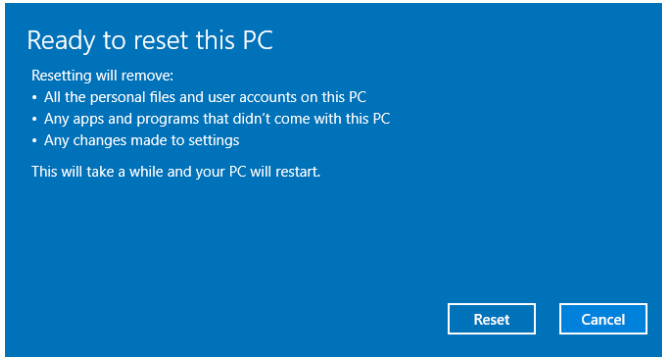 Ready to reset this PC
Resetting will remove:
• All the personal files and user accounts on this PC
• Any apps and programs that didn't come with this PC
• Any changes made to settings
This will take a while and your PC will restart.
Reset
Cancel